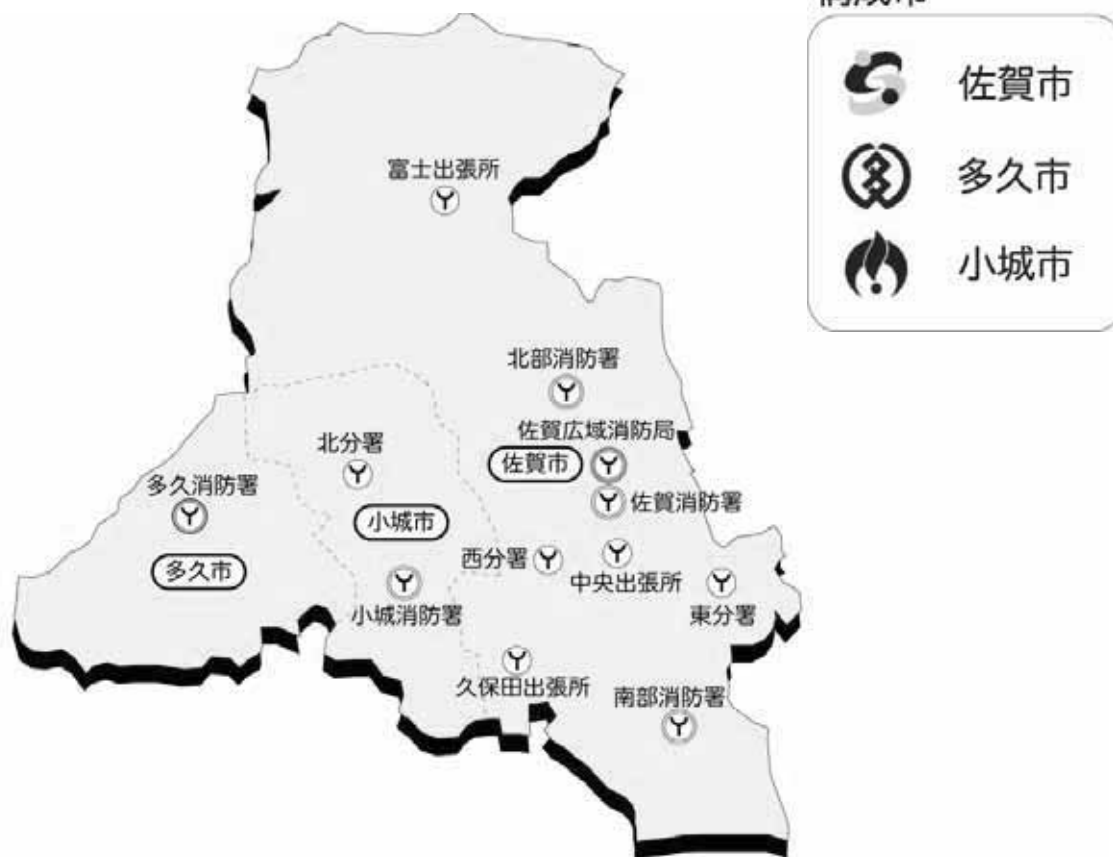 佐賀市
多久市
小城市
富士出張所
北部消防署
佐賀広域消防局
佐賀市
佐賀消防署
北分署
多久消防署
小城市
多久市
西分署
中央出張所
東分署
小城消防署
久保田出張所
南部消防署